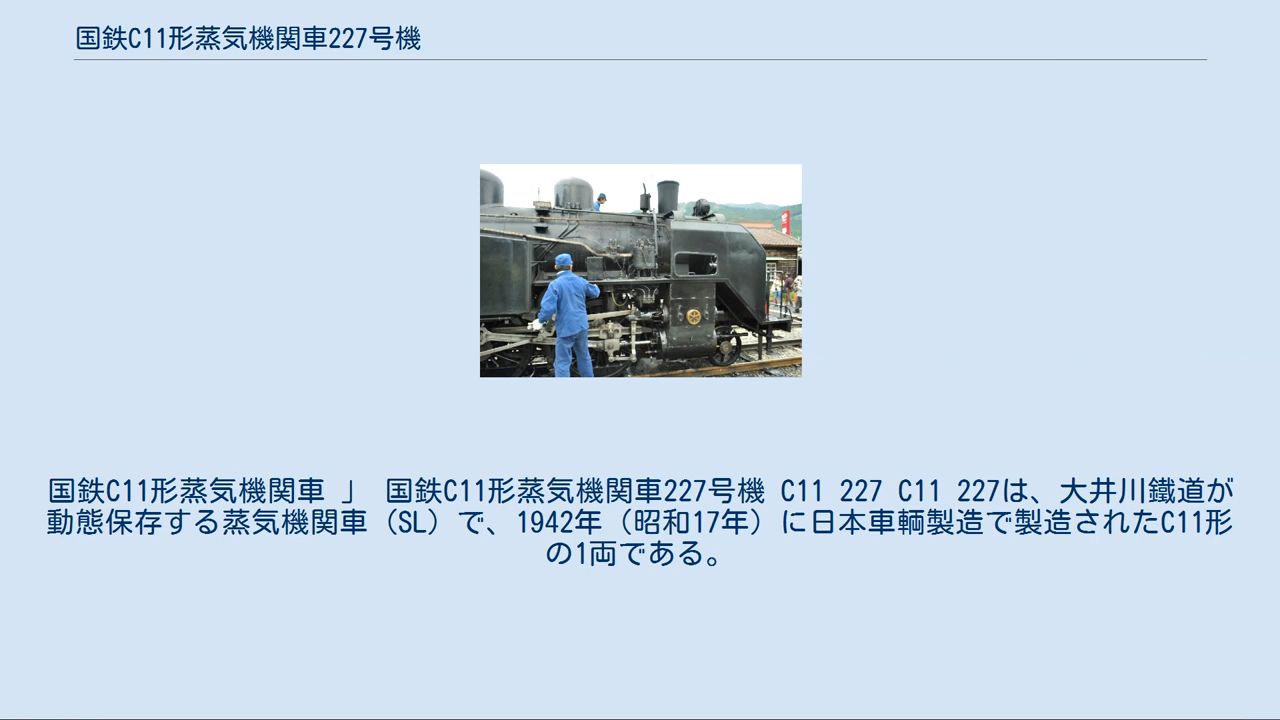 国鉄C11形蒸気機関車227号機
国鉄C11形蒸気機関車 」 国鉄C11形蒸気機関車227号機 C11 227 C11 227は、大井川鐵道が
動態保存する蒸気機関車（SL）で、1942年（昭和17年）に日本車輌製造で製造されたC11形
の1両である。